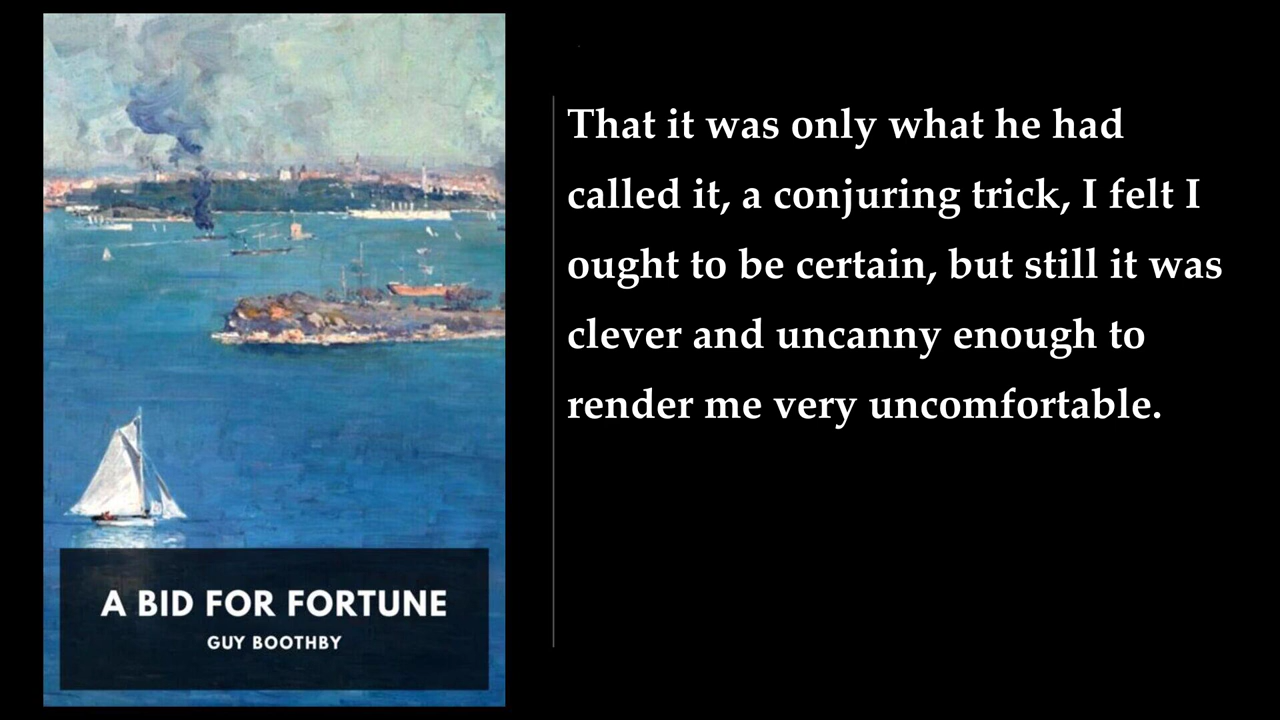 That it was only what he had
called it, a conjuring trick, I felt I
ought to be certain, but still it was
clever and uncanny enough to
render me very uncomfortable.
A BID FOR FORTUNE
GUY BOOTHBY